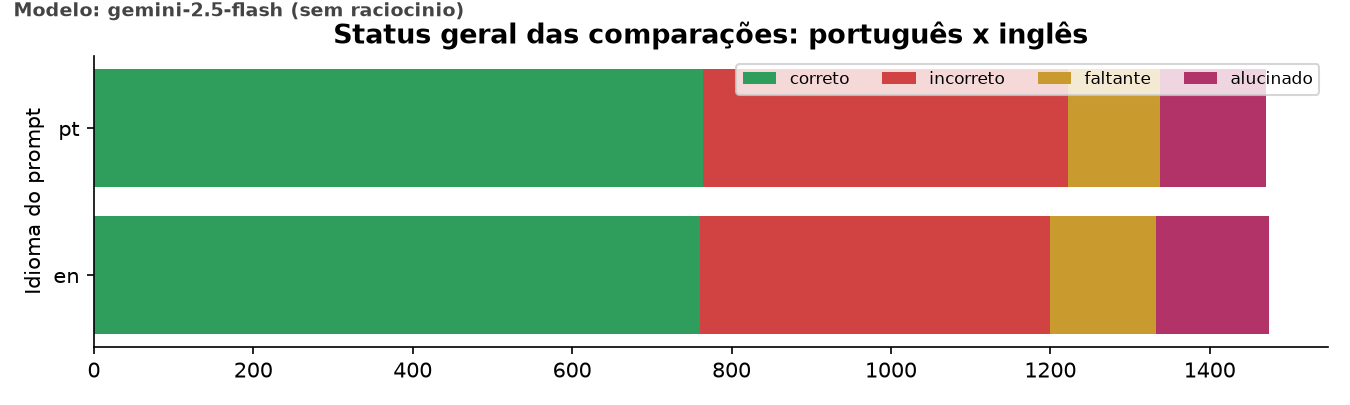 Modelo: gemini-2.5-flash (sem raciocinio)
Status geral das comparações: português x inglês
correto incorreto faltante alucinado
Idioma do prompt
pt
en
0 200 400 600 800 1000 1200 1400